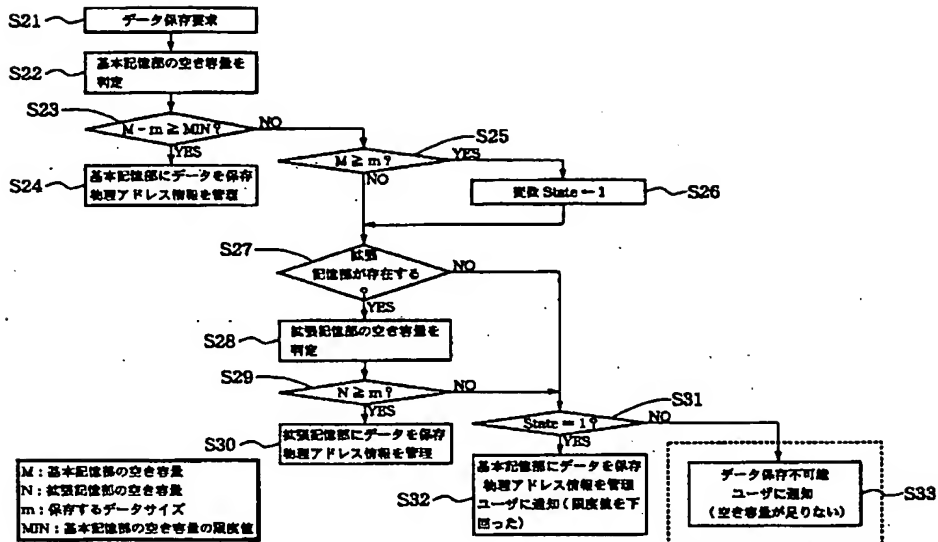 S21
データ保存要求
S22
基本記憶部の空き容量を
判定
S23
M－m ≧ MIN？
NO
YES
S24
基本記憶部にデータを保存
物理アドレス情報を管理
S25
M ≧ m？
YES
NO
S26
変数 State ＝ 1
S27
拡張
記憶部が存在する
？
NO
YES
S28
拡張記憶部の空き容量を
判定
S29
N ≧ m？
NO
YES
S30
拡張記憶部にデータを保存
物理アドレス情報を管理
S31
State ＝ 1？
NO
YES
S32
基本記憶部にデータを保存
物理アドレス情報を管理
ユーザに通知（限度値を下
回った）
データ保存不可能
ユーザに通知
（空き容量が足りない）
S33
M：基本記憶部の空き容量
N：拡張記憶部の空き容量
m：保存するデータサイズ
MIN：基本記憶部の空き容量の限度値